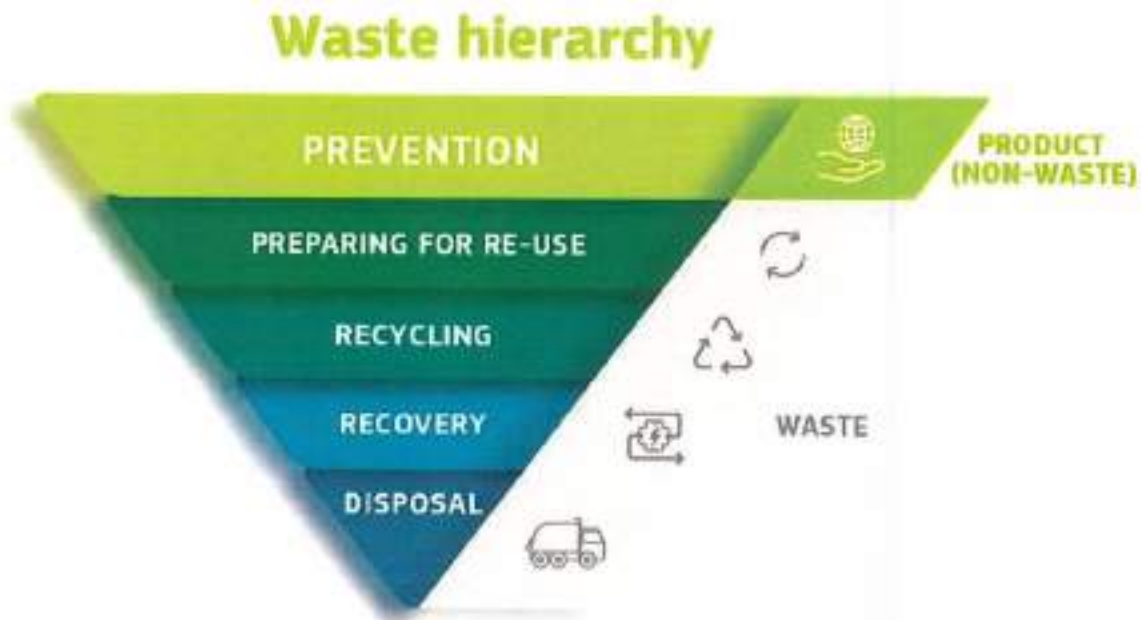 Waste hierarchy
PREVENTION
PRODUCT
(NON-WASTE)
PREPARING FOR RE-USE
RECYCLING
RECOVERY
WASTE
DISPOSAL